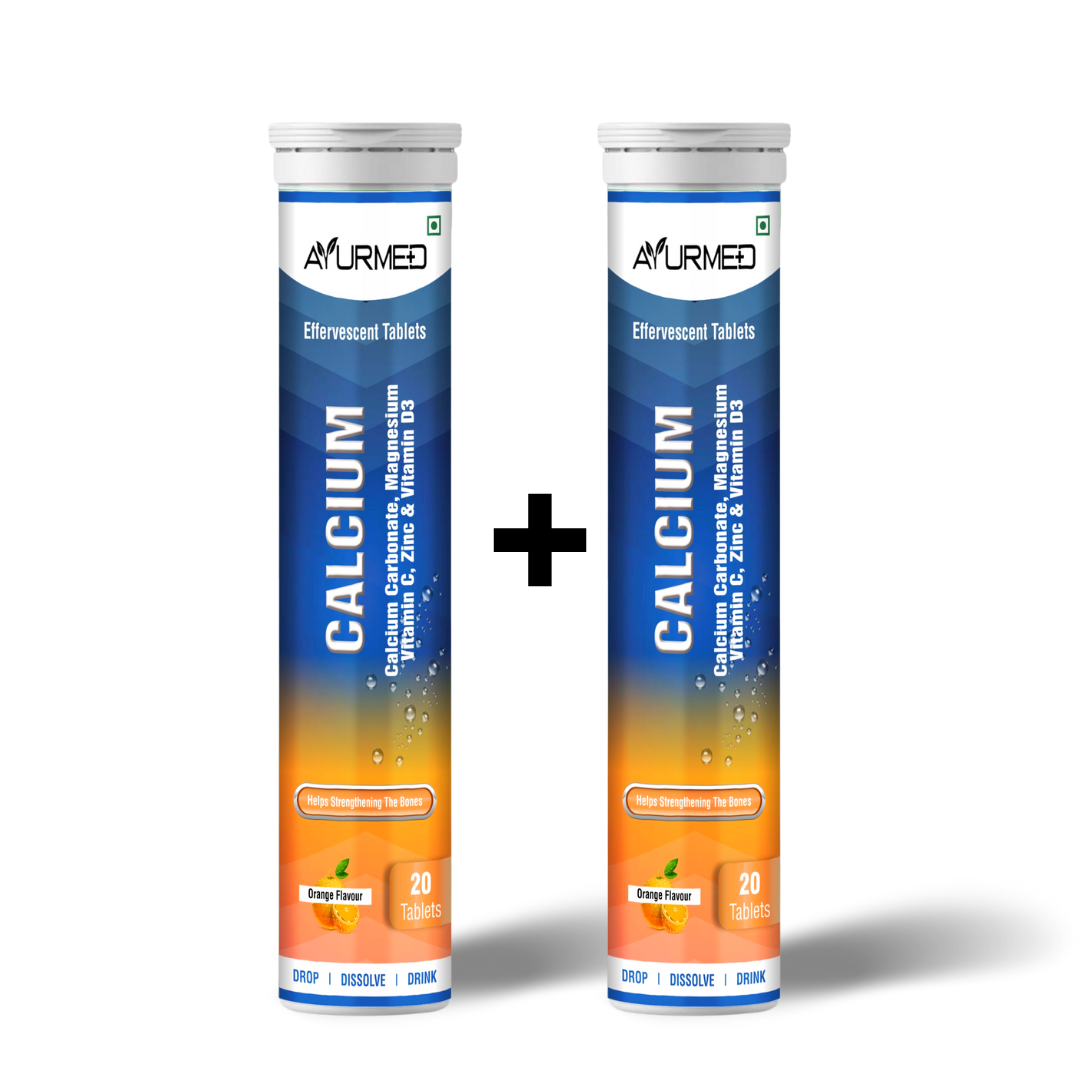 AYURMED
Effervescent Tablets
CALCIUM
Calcium Carbonate, Magnesium
Vitamin C, Zinc & Vitamin D3
Helps Strengthening The Bones
Orange Flavour
20
Tablets
DROP | DISSOLVE | DRINK
+
AYURMED
Effervescent Tablets
CALCIUM
Calcium Carbonate, Magnesium
Vitamin C, Zinc & Vitamin D3
Helps Strengthening The Bones
Orange Flavour
20
Tablets
DROP | DISSOLVE | DRINK